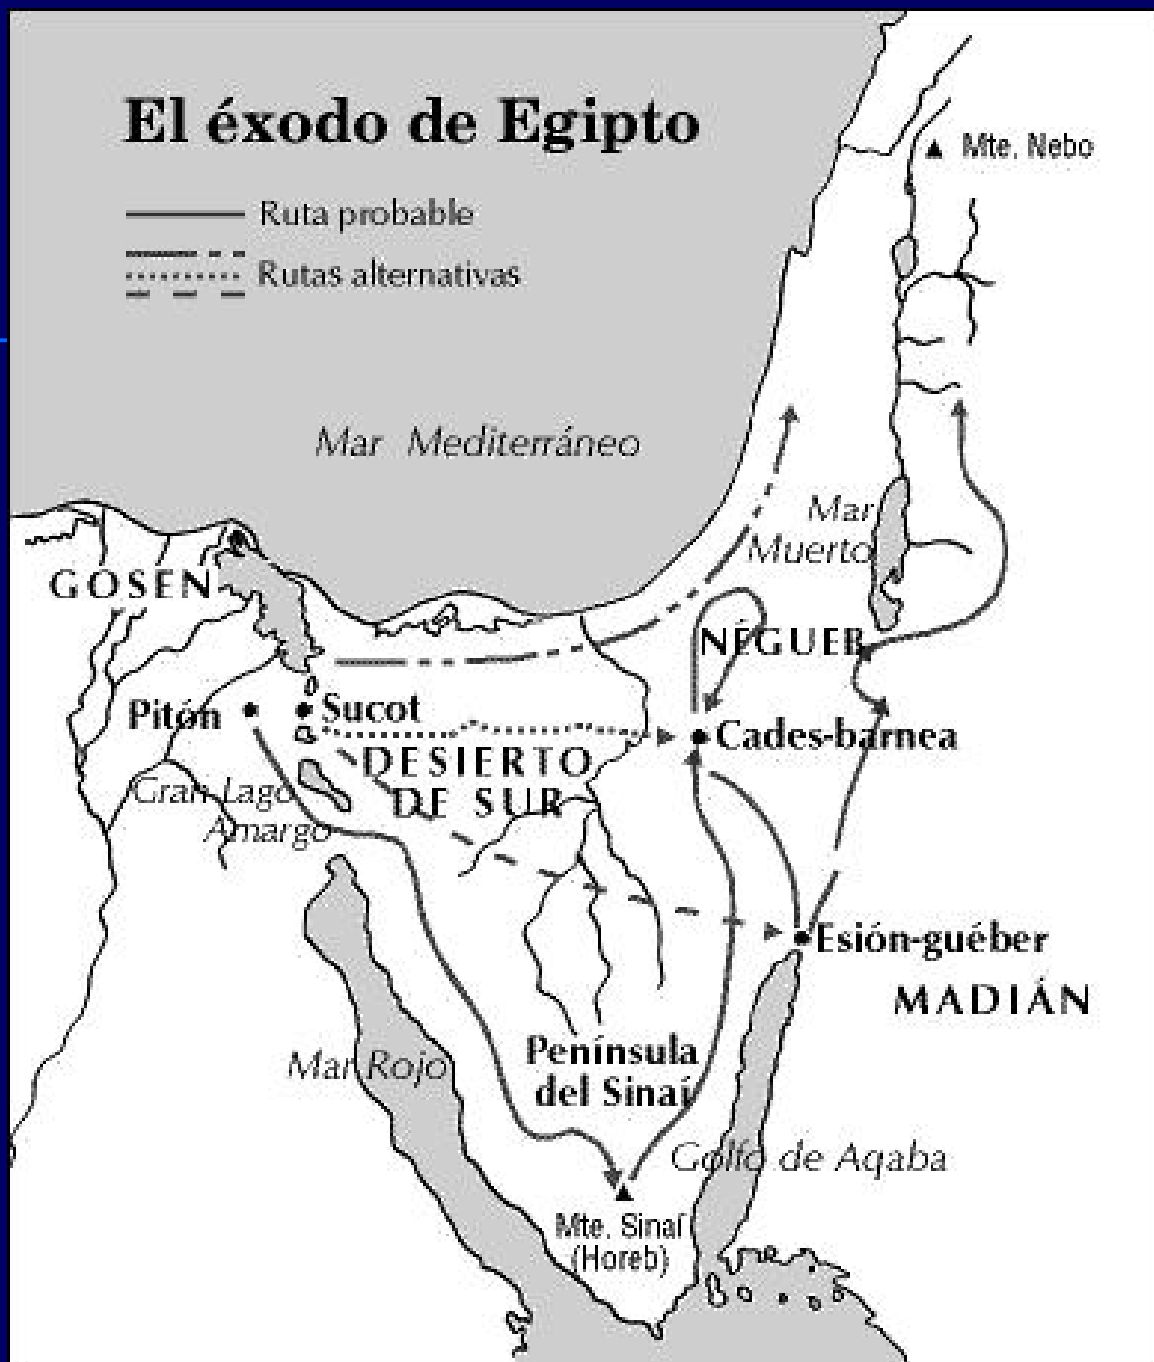 El éxodo de Egipto
Ruta probable
Rutas alternativas
Mte. Nebo
Mar Mediterráneo
Mar
Muerto
GOSEN
NÉGUEB
Pitón
Sucot
Cades-barnea
DESIERTO
DE SUR
Gran Lago
Amargo
Esión-guéber
MADIÁN
Península
del Sinaí
Mar Rojo
Golfo de Aqaba
Mte. Sinaí
(Horeb)